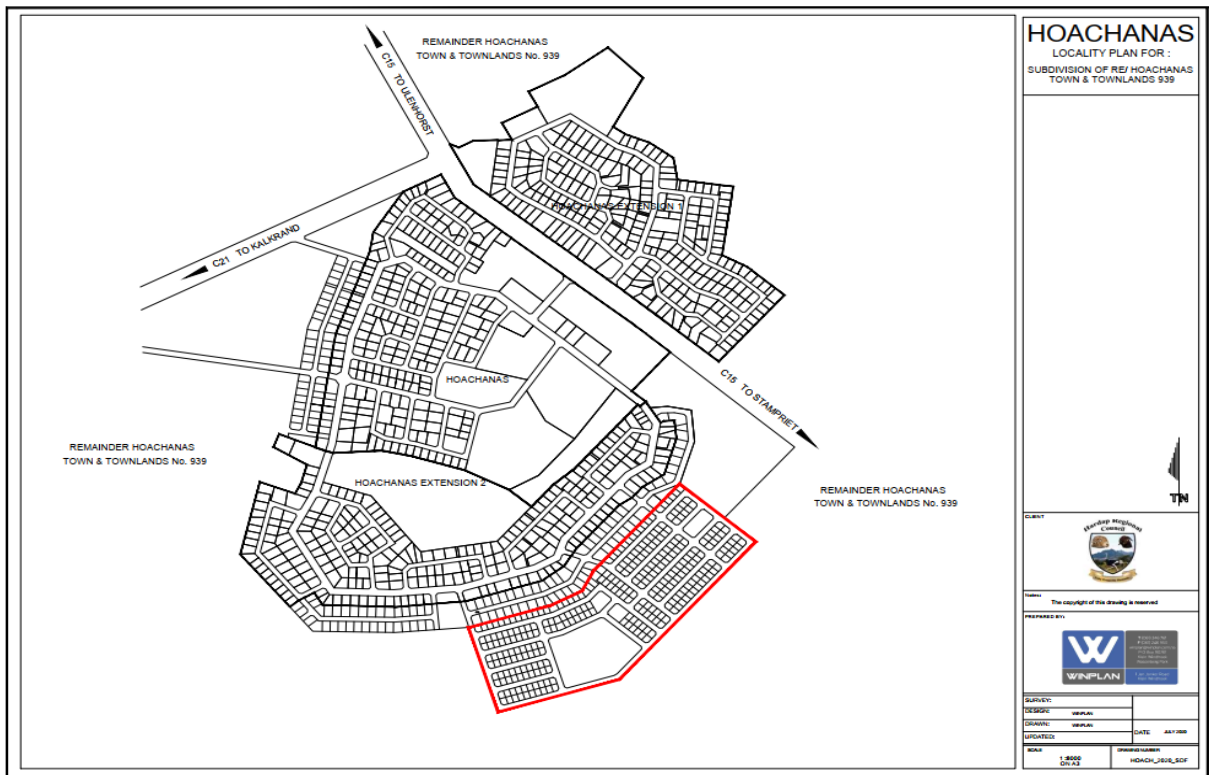 REMAINDER HOACHANAS
TOWN & TOWNLANDS No. 939
C15 TO ULENHORST
HOACHANAS EXTENSION 1
C21 TO KALKRAND
HOACHANAS
C15 TO STAMPRIET
REMAINDER HOACHANAS
TOWN & TOWNLANDS No. 939
HOACHANAS EXTENSION 2
REMAINDER HOACHANAS
TOWN & TOWNLANDS No. 939
HOACHANAS
LOCALITY PLAN FOR :
SUBDIVISION OF RE/ HOACHANAS
TOWN & TOWNLANDS 939
TN
CLIENT
Hardap Regional
Council
The copyright of this drawing is reserved
PREPARED BY:
W
WINPLAN
SURVEY:
DESIGN: WINPLAN
DRAWN: WINPLAN
UPDATED:
DATE JULY 2020
SCALE
1 :8000
ON A3
DRAWING NUMBER
HOACH_2020_SDF